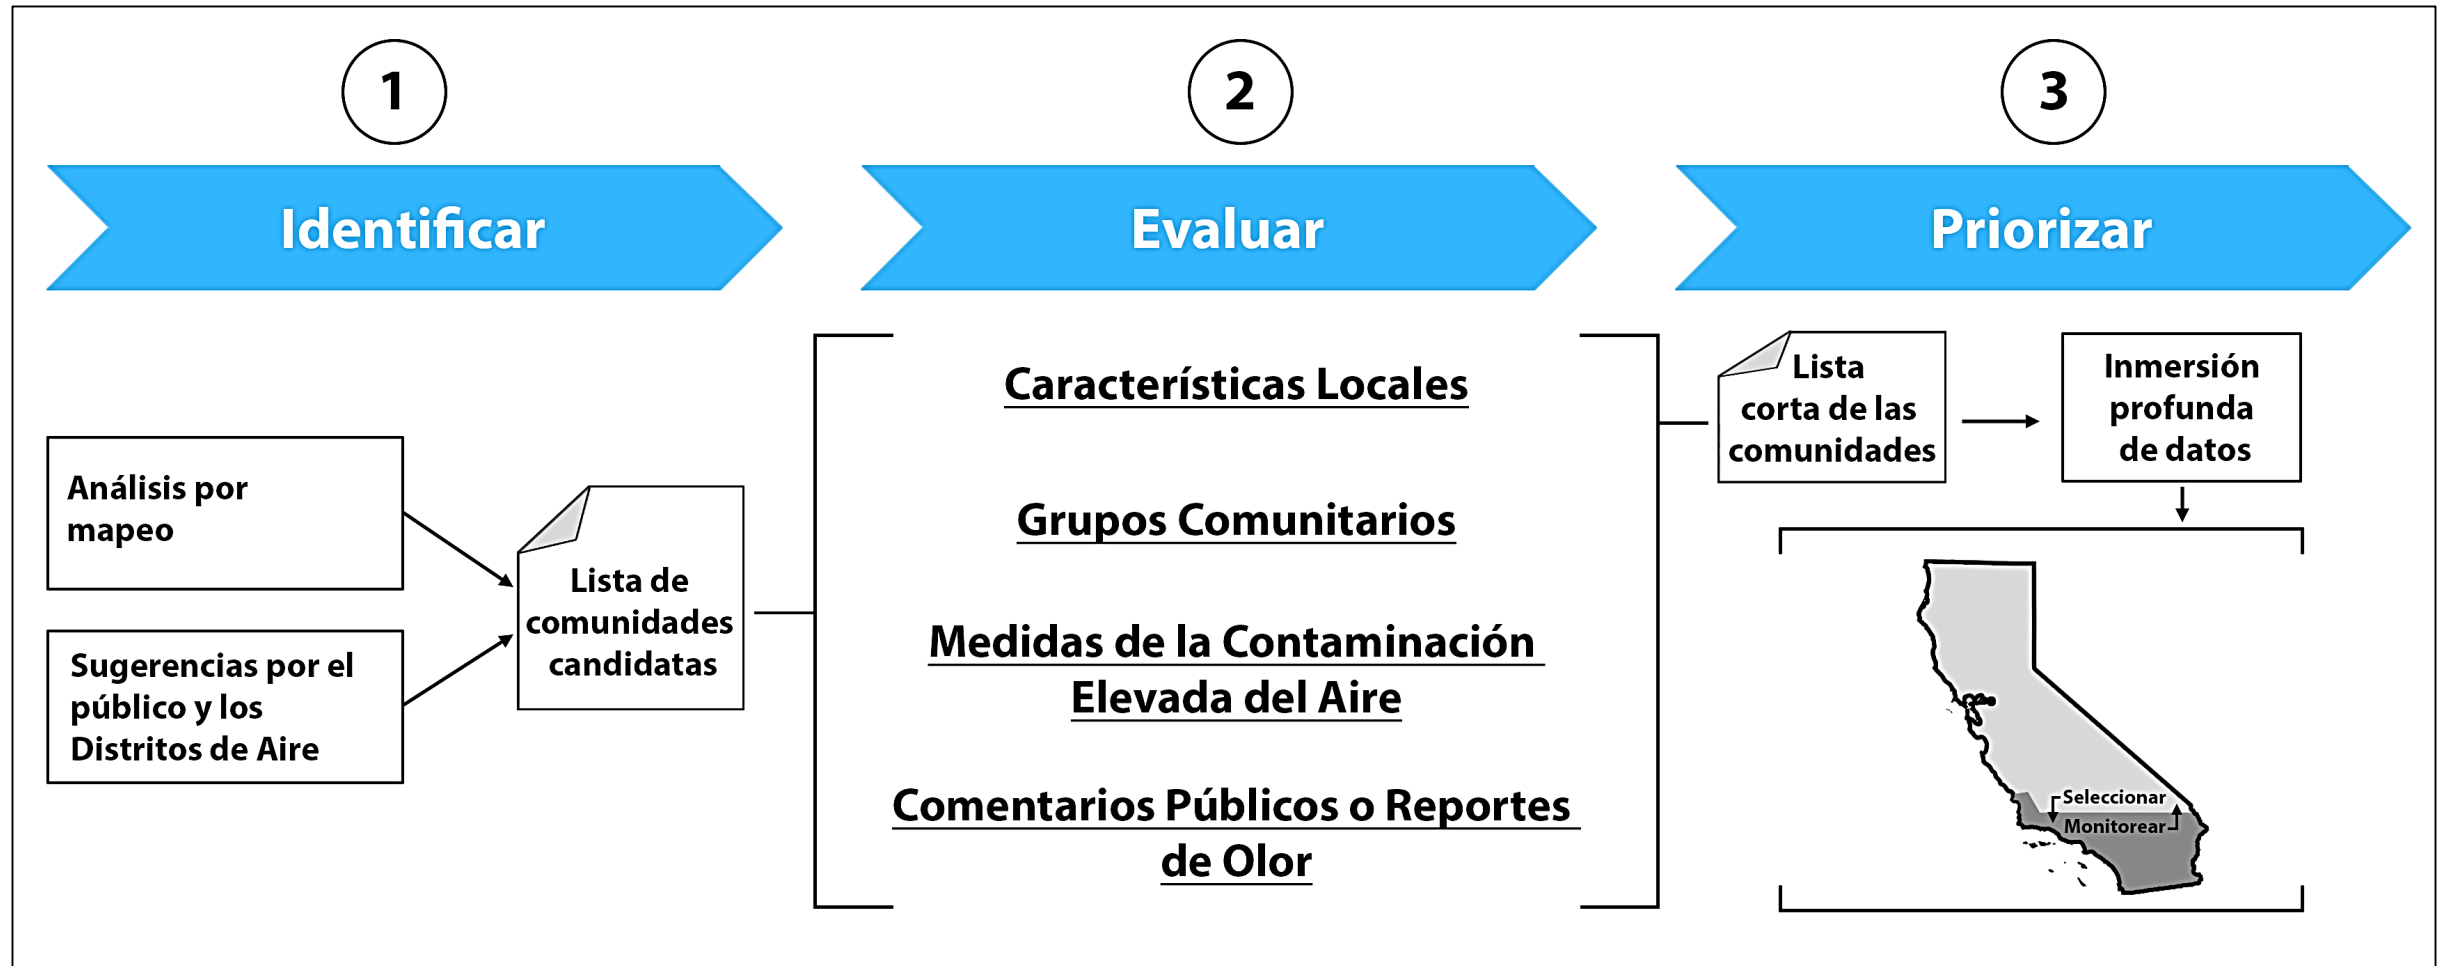 1
Identificar
Análisis por
mapeo
Sugerencias por el
público y los
Distritos de Aire
Lista de
comunidades
candidatas
2
Evaluar
Características Locales
Grupos Comunitarios
Medidas de la Contaminación
Elevada del Aire
Comentarios Públicos o Reportes
de Olor
3
Priorizar
Lista
corta de las
comunidades
Inmersión
profunda
de datos
Seleccionar
Monitorear